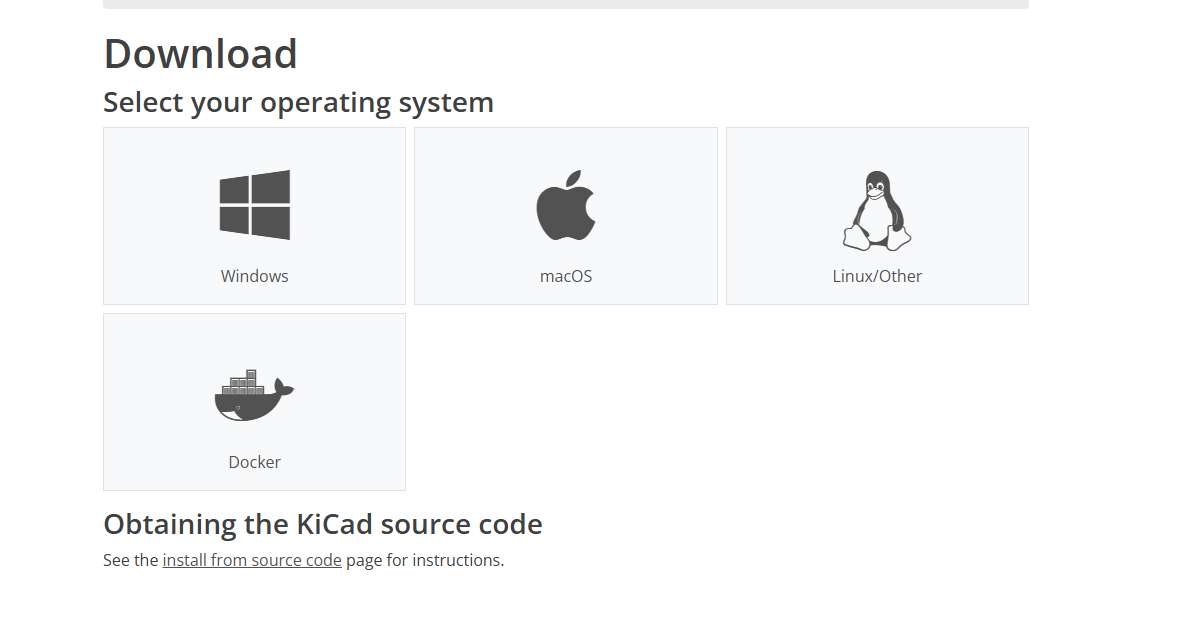 Download
Select your operating system
Windows
macOS
Linux/Other
Docker
Obtaining the KiCad source code
See the install from source code page for instructions.